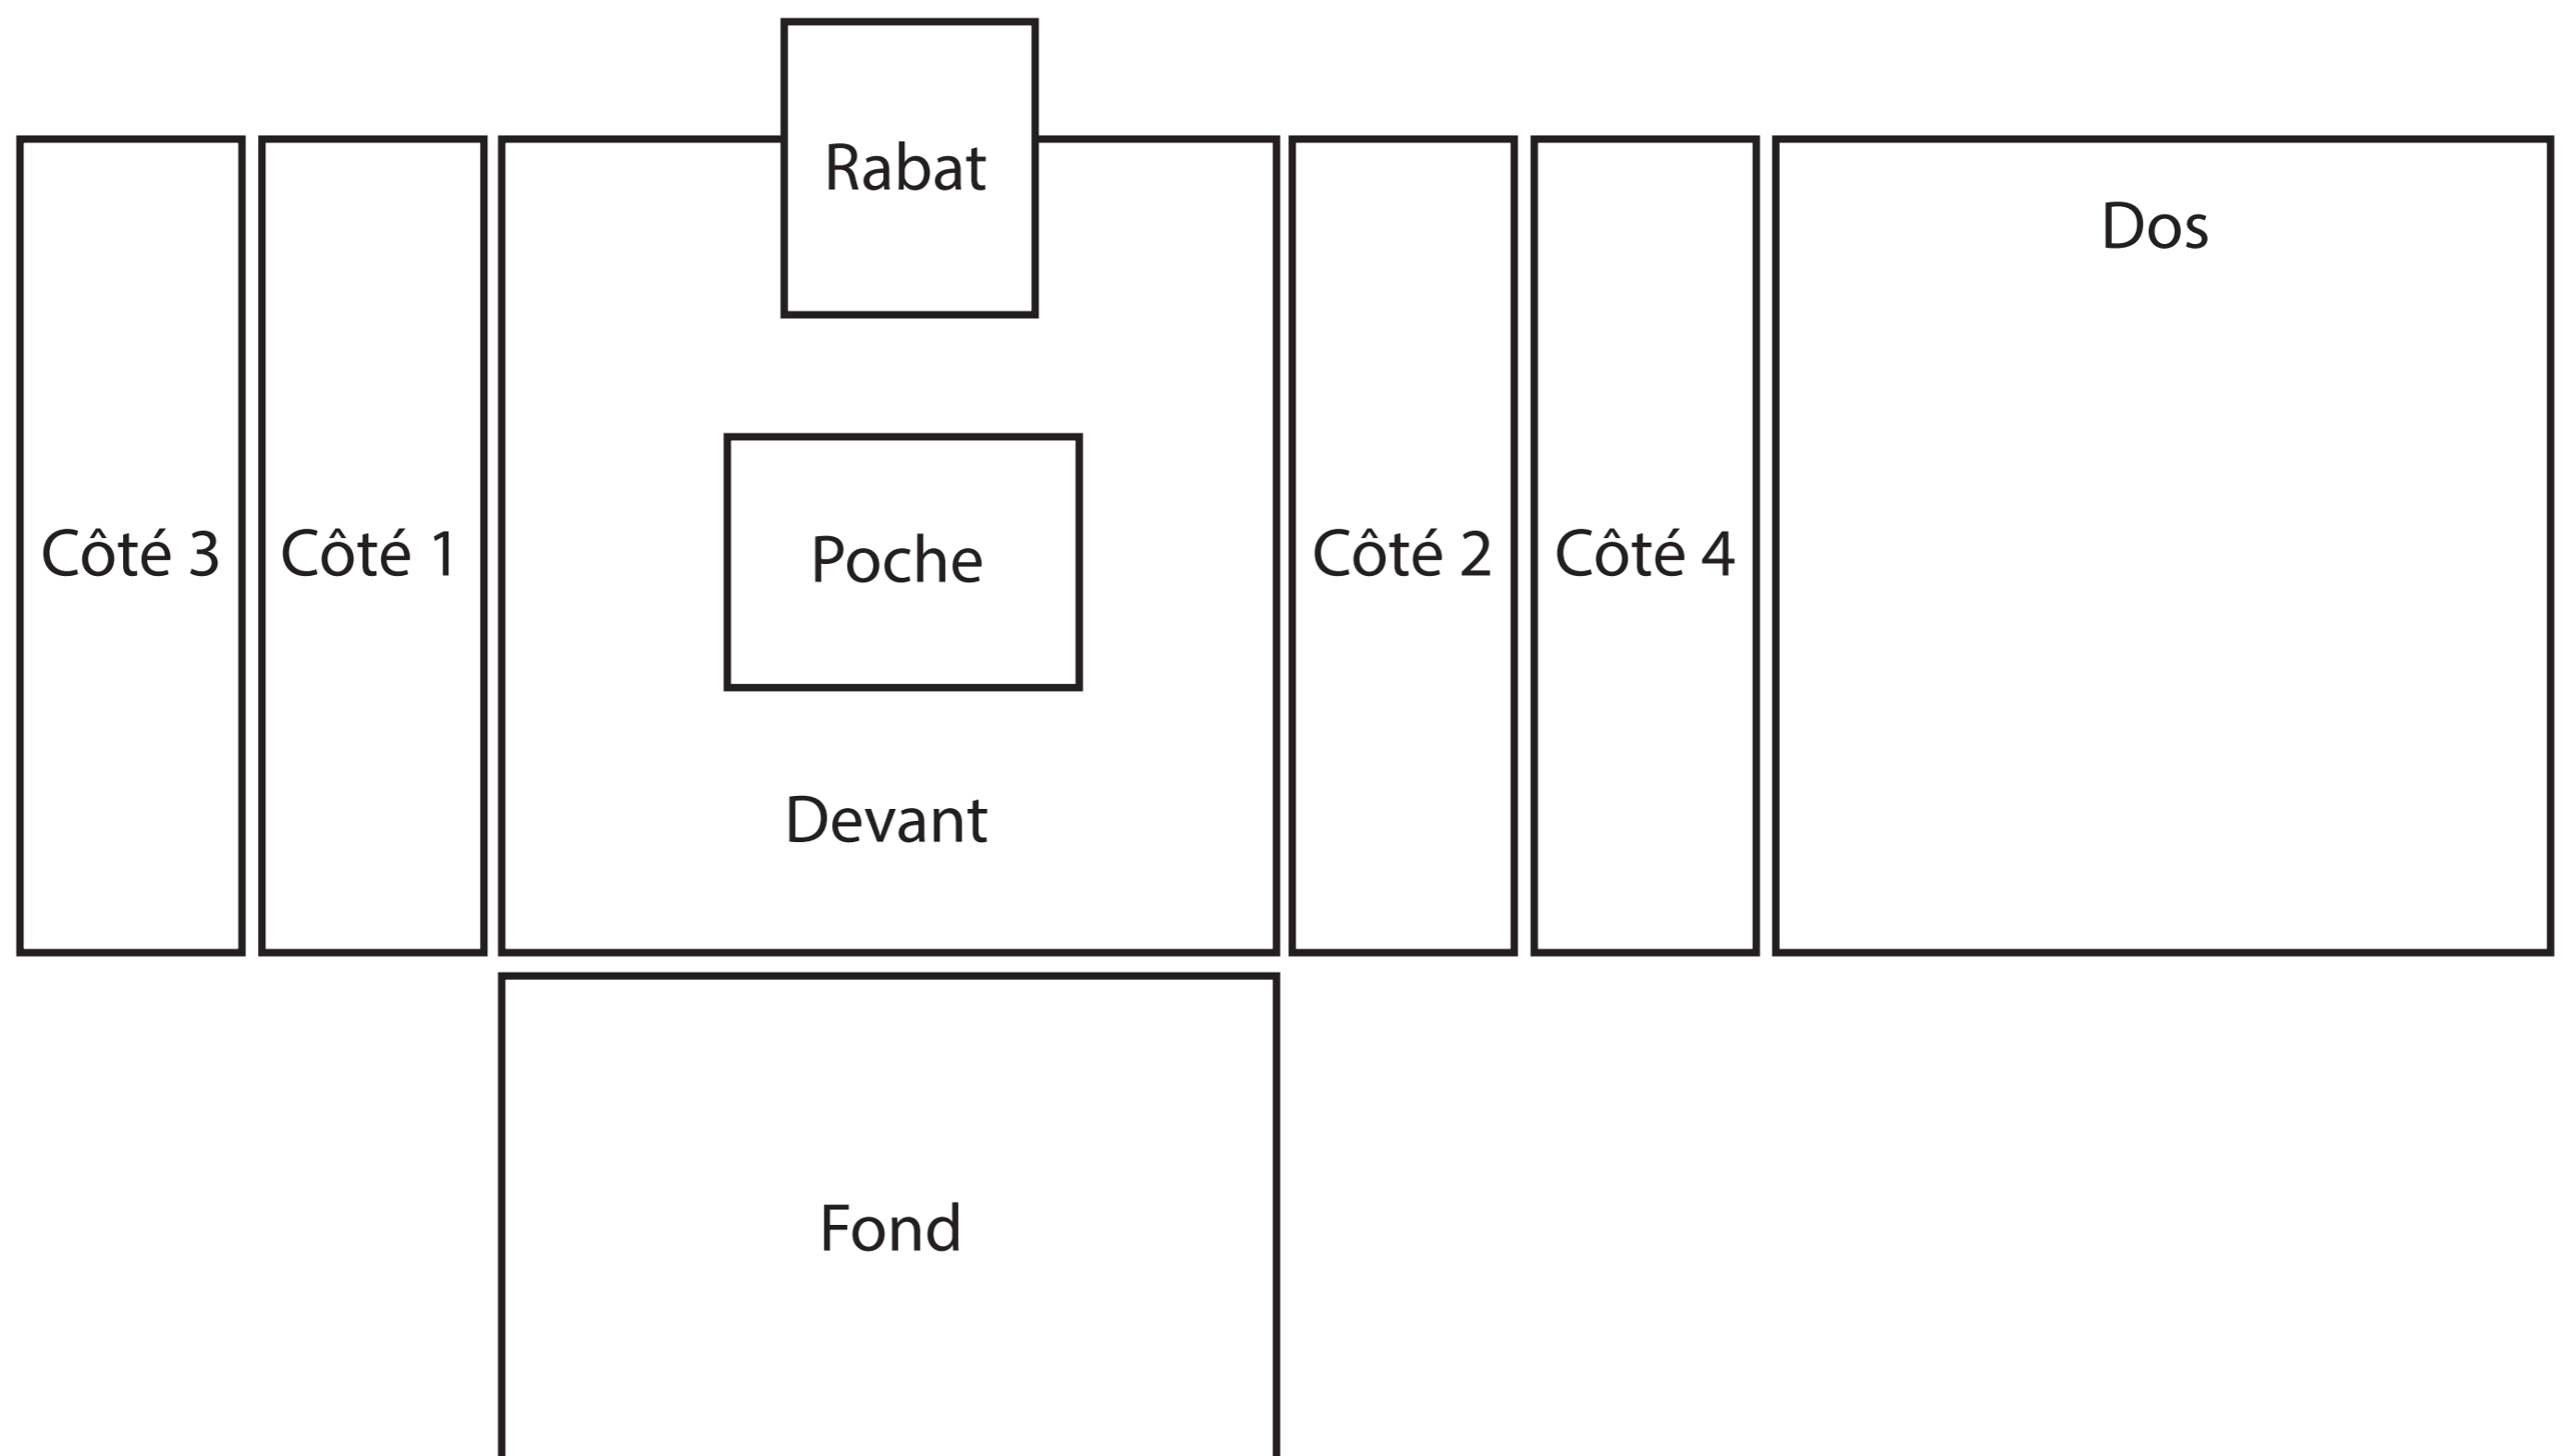 Rabat
Dos
Côté 3
Côté 1
Poche
Côté 2
Côté 4
Devant
Fond